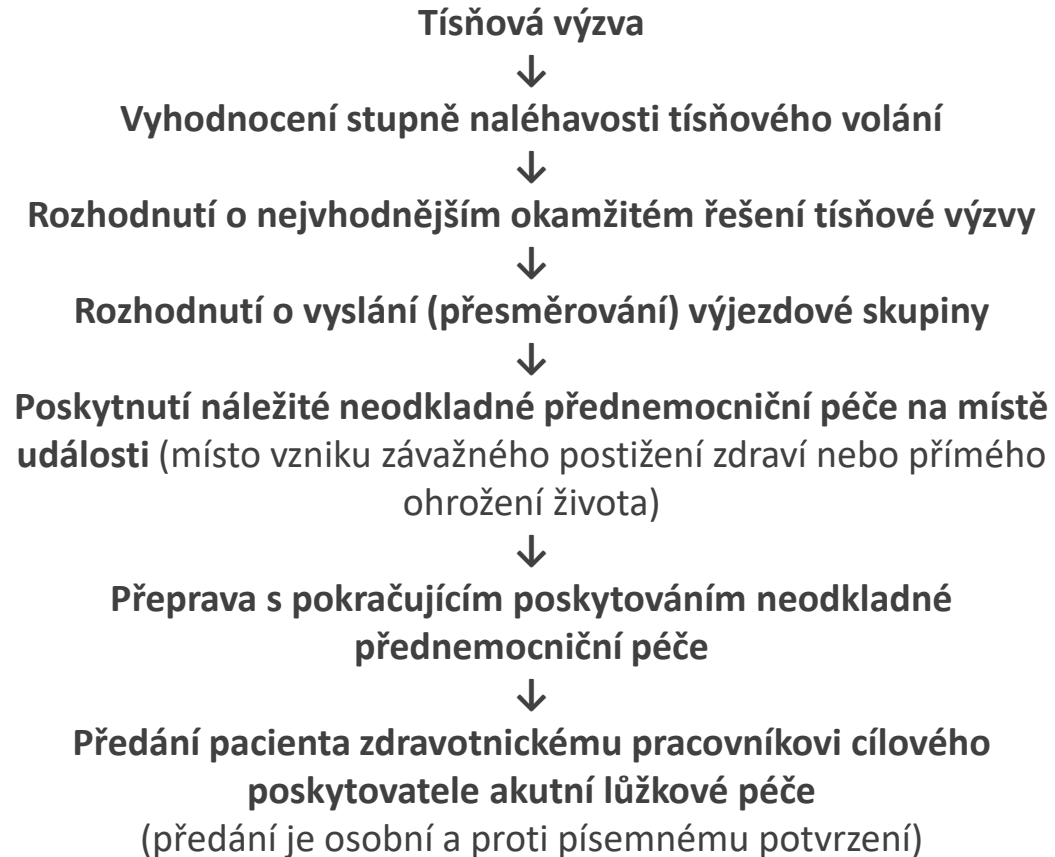 Tísňová výzva
↓
Vyhodnocení stupně naléhavosti tísňového volání
↓
Rozhodnutí o nejvhodnějším okamžitém řešení tísňové výzvy
↓
Rozhodnutí o vyslání (přesměrování) výjezdové skupiny
↓
Poskytnutí náležité neodkladné přednemocniční péče na místě
události (místo vzniku závažného postižení zdraví nebo přímého
ohrožení života)
↓
Přeprava s pokračujícím poskytováním neodkladné
přednemocniční péče
↓
Předání pacienta zdravotnickému pracovníkovi cílového
poskytovatele akutní lůžkové péče
(předání je osobní a proti písemnému potvrzení)